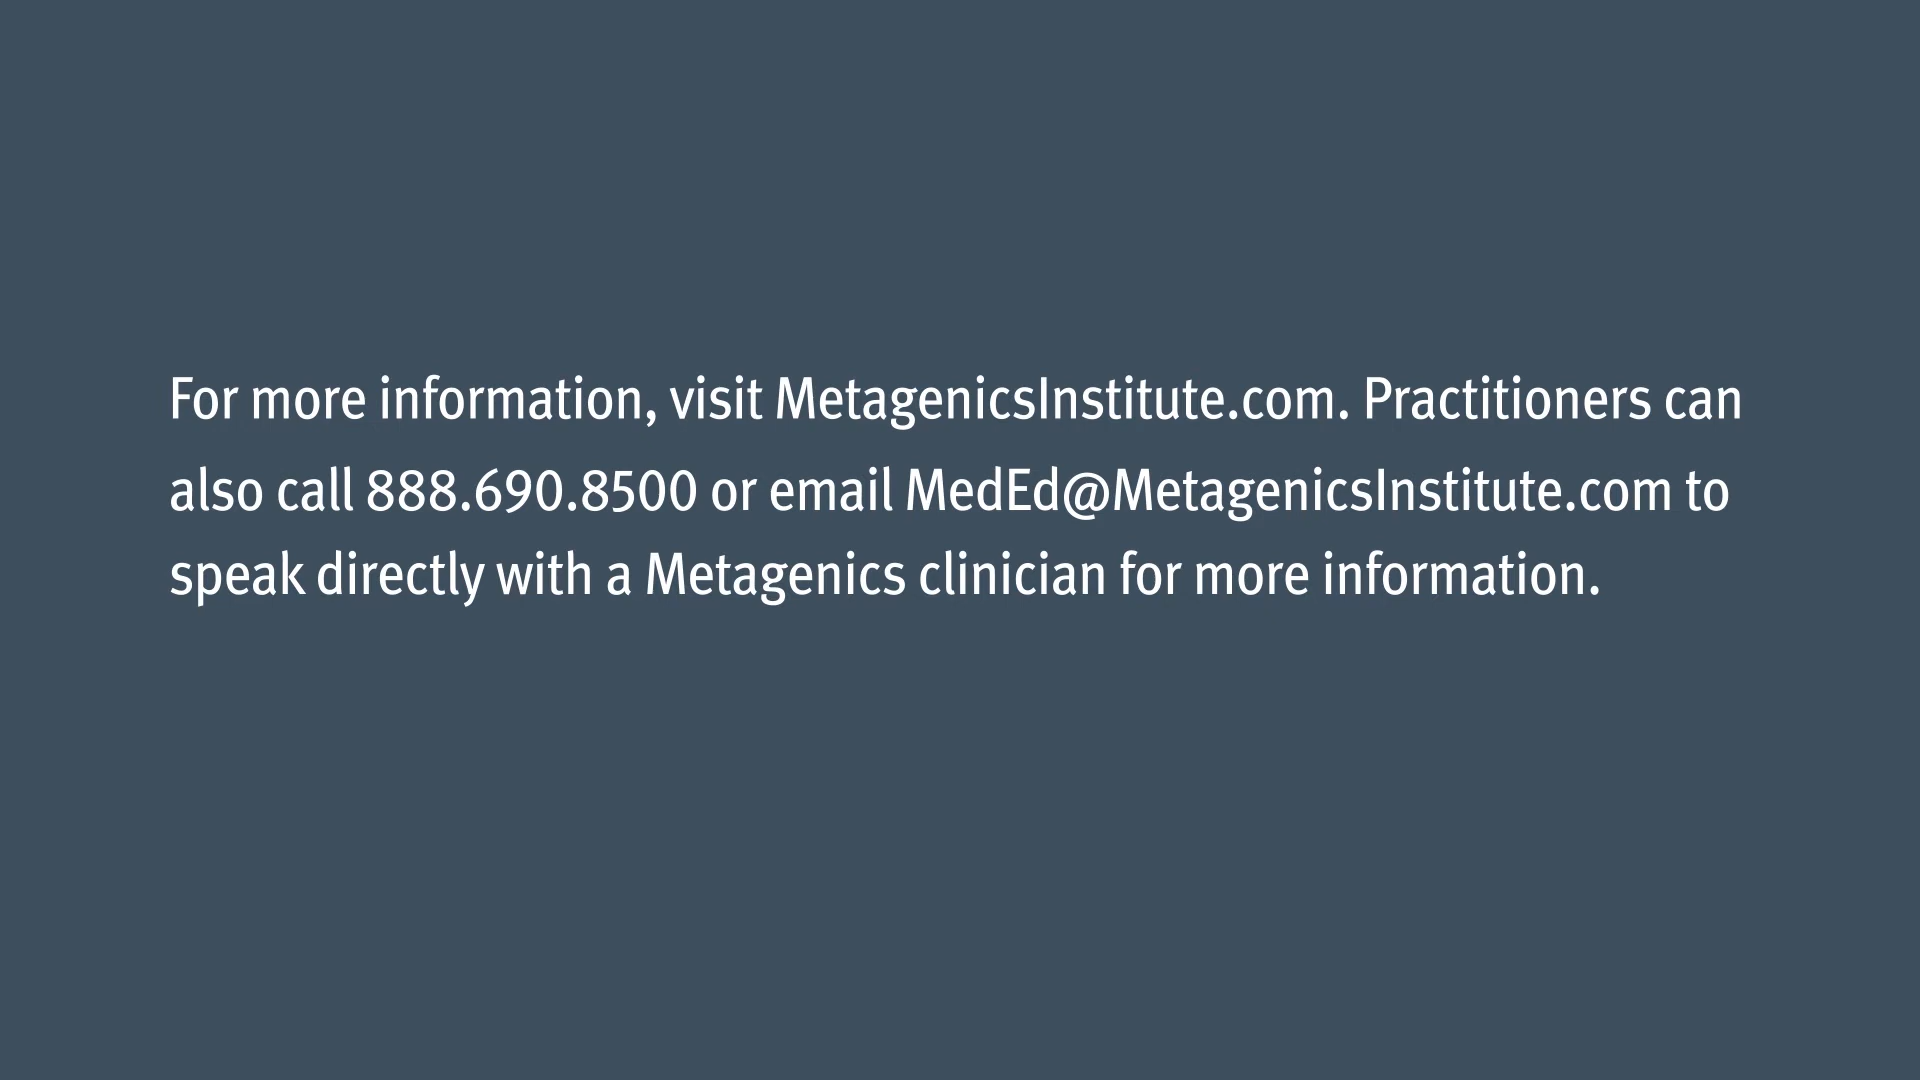 For more information, visit MetagenicsInstitute.com. Practitioners can
also call 888.690.8500 or email MedEd@MetagenicsInstitute.com to
speak directly with a Metagenics clinician for more information.